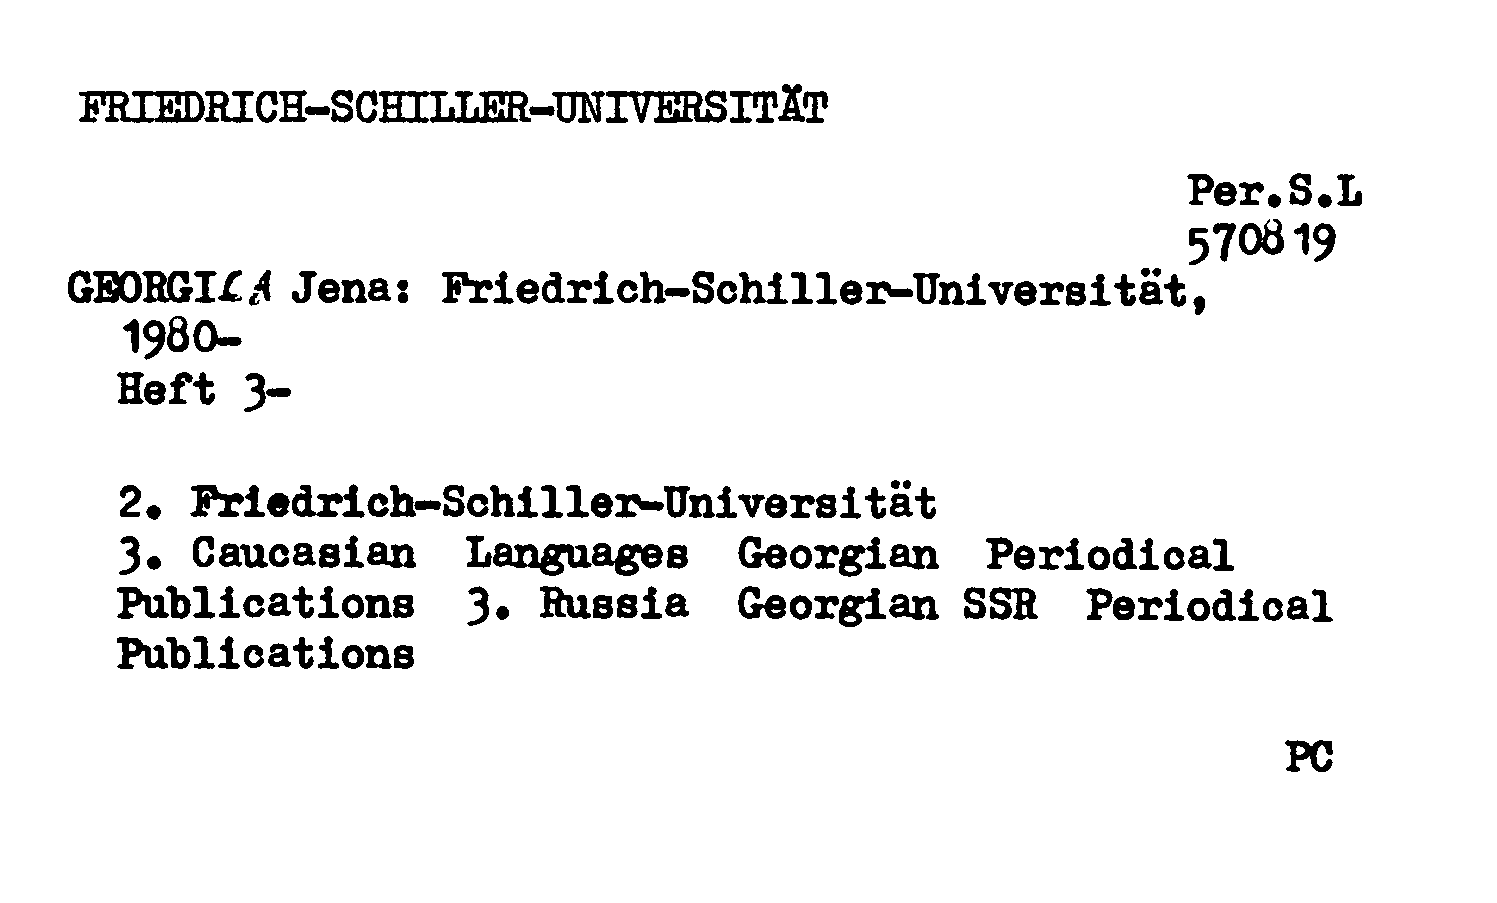 FRIEDRICH-SCHILLER-UNIVERSITÄT
Per.S.L
570819
GEORGICA Jena: Friedrich-Schiller-Universität,
1980-
Heft 3-
2. Friedrich-Schiller-Universität
3. Caucasian Languages Georgian Periodical
Publications 3. Russia Georgian SSR Periodical
Publications
PC